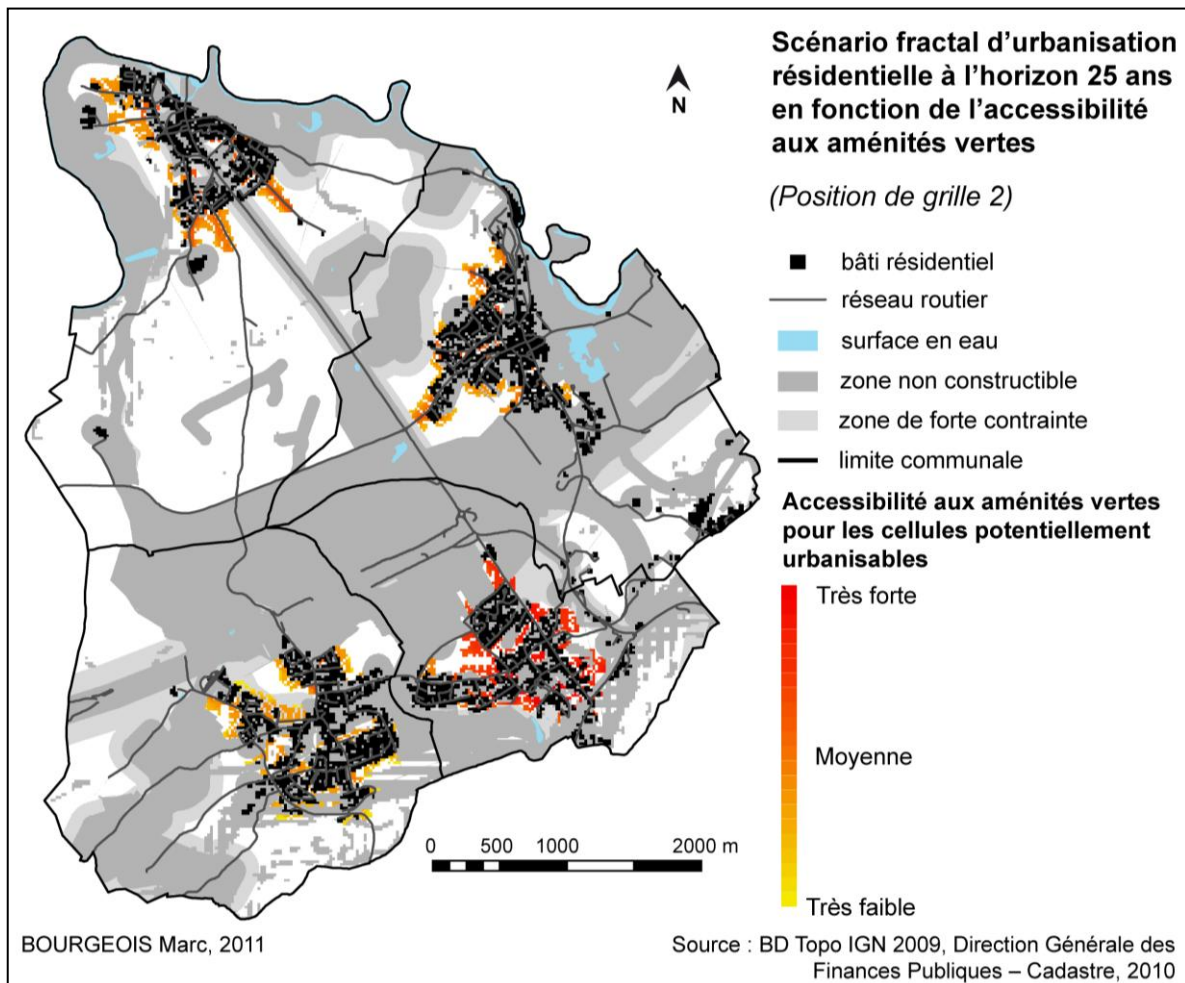 Scénario fractal d’urbanisation
résidentielle à l’horizon 25 ans
en fonction de l’accessibilité
aux aménités vertes
N
(Position de grille 2)
bâti résidentiel
réseau routier
surface en eau
zone non constructible
zone de forte contrainte
limite communale
Accessibilité aux aménités vertes
pour les cellules potentiellement
urbanisables
Très forte
Moyenne
Très faible
0 500 1000 2000 m
BOURGEOIS Marc, 2011
Source : BD Topo IGN 2009, Direction Générale des
Finances Publiques – Cadastre, 2010